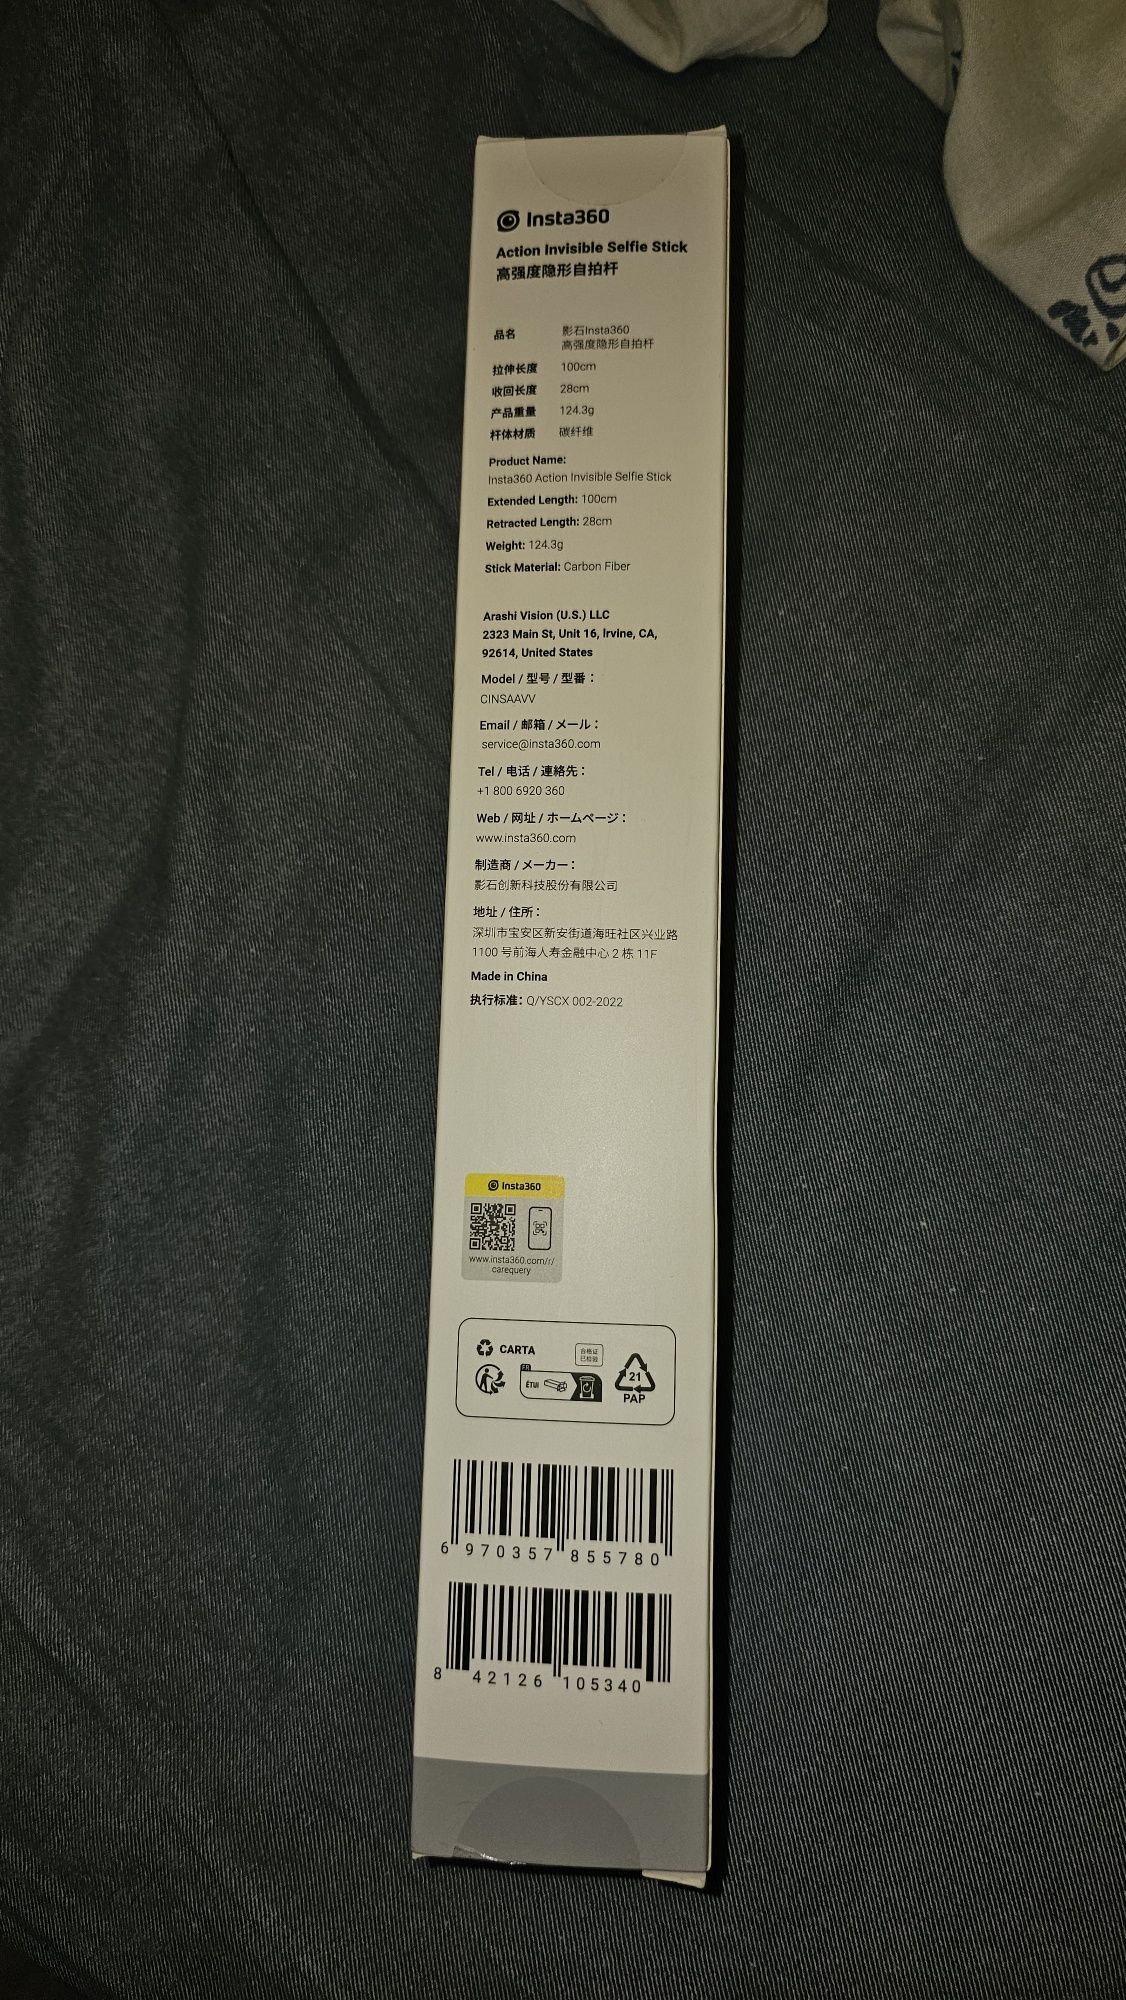 Insta360
Action Invisible Selfie Stick
高强度隐形自拍杆
品名 影石Insta360
高强度隐形自拍杆
拉伸长度 100cm
收回长度 28cm
产品重量 124.3g
杆体材质 碳纤维
Product Name:
Insta360 Action Invisible Selfie Stick
Extended Length: 100cm
Retracted Length: 28cm
Weight: 124.3g
Stick Material: Carbon Fiber
Arashi Vision (U.S.) LLC
2323 Main St, Unit 16, Irvine, CA,
92614, United States
Model / 型号 / 型番：
CINSAAVV
Email / 邮箱 / メール：
service@insta360.com
Tel / 电话 / 連絡先：
+1 800 6920 360
Web / 网址 / ホームページ：
www.insta360.com
制造商 / メーカー：
影石创新科技股份有限公司
地址 / 住所：
深圳市宝安区新安街道海旺社区兴业路
1100 号前海人寿金融中心 2 栋 11F
Made in China
执行标准：Q/YSCX 002-2022
Insta360
www.insta360.com/r/
carequery
CARTA
合格证
已检验
FR
ÉTUI
21
PAP
6 970357 855780
8 42126 105340